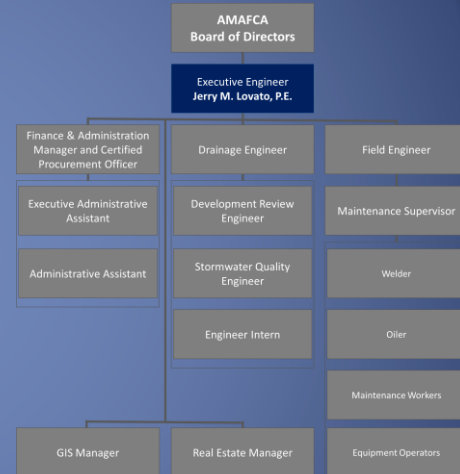 AMAFCA
Board of Directors
Executive Engineer
Jerry M. Lovato, P.E.
Finance & Administration
Manager and Certified
Procurement Officer
Drainage Engineer
Field Engineer
Executive Administrative
Assistant
Development Review
Engineer
Maintenance Supervisor
Administrative Assistant
Stormwater Quality
Engineer
Welder
Engineer Intern
Oiler
Maintenance Workers
GIS Manager
Real Estate Manager
Equipment Operators